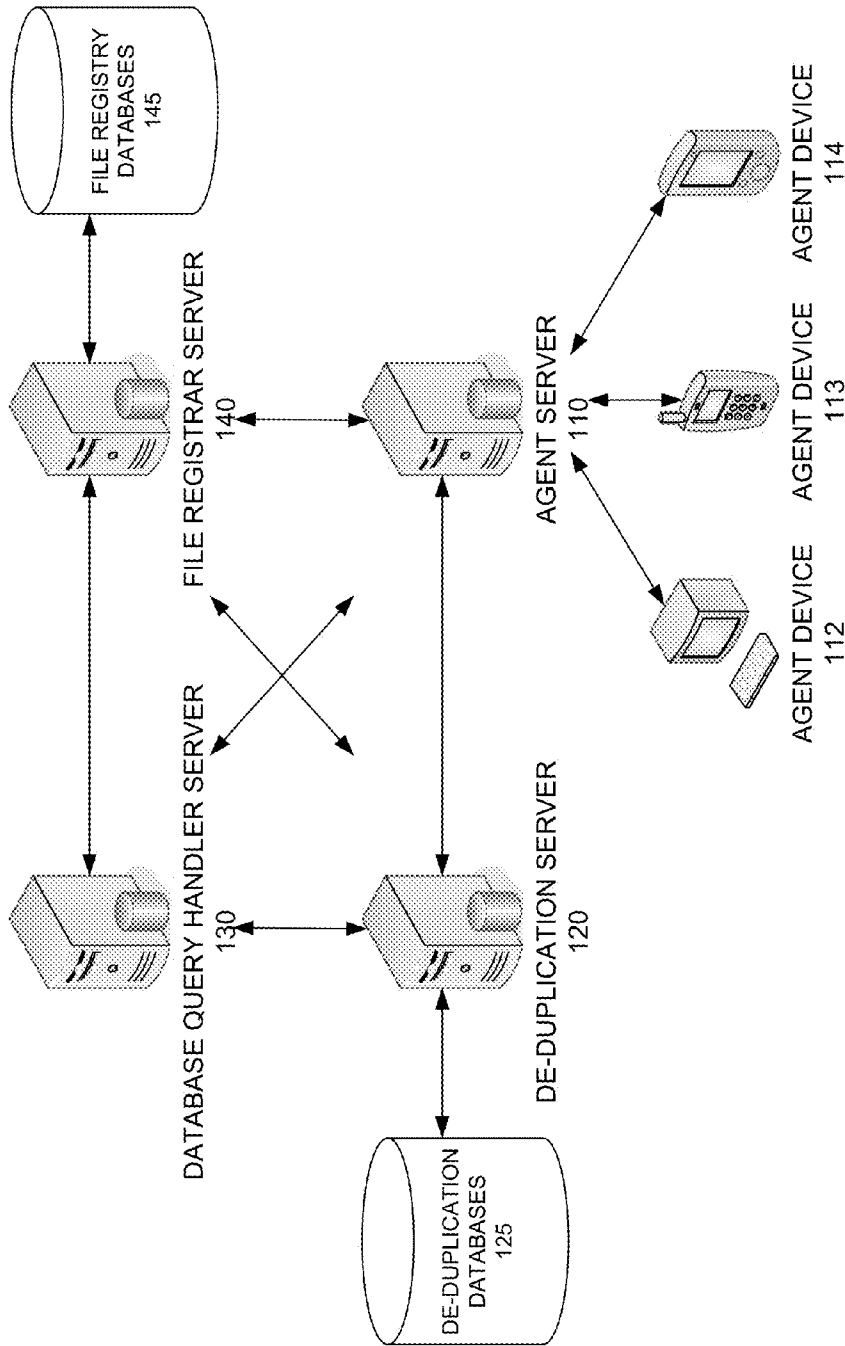 FILE REGISTRY
DATABASES
145
DATABASE QUERY HANDLER SERVER
130
FILE REGISTRAR SERVER
140
DE-DUPLICATION
DATABASES
125
DE-DUPLICATION SERVER
120
AGENT SERVER
110
AGENT DEVICE
112
AGENT DEVICE
113
AGENT DEVICE
114